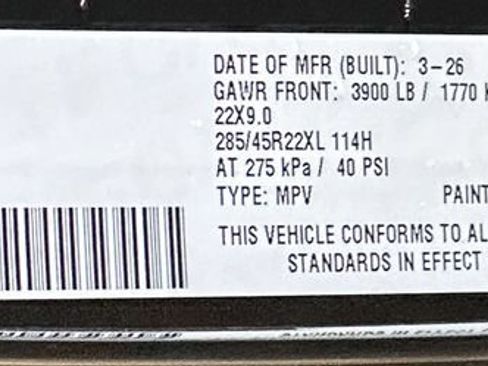 DATE OF MFR (BUILT): 3-26
GAWR FRONT: 3900 LB / 1770
22X9.0
285/45R22XL 114H
AT 275 kPa / 40 PSI
TYPE: MPV PAINT
THIS VEHICLE CONFORMS TO AL
STANDARDS IN EFFECT